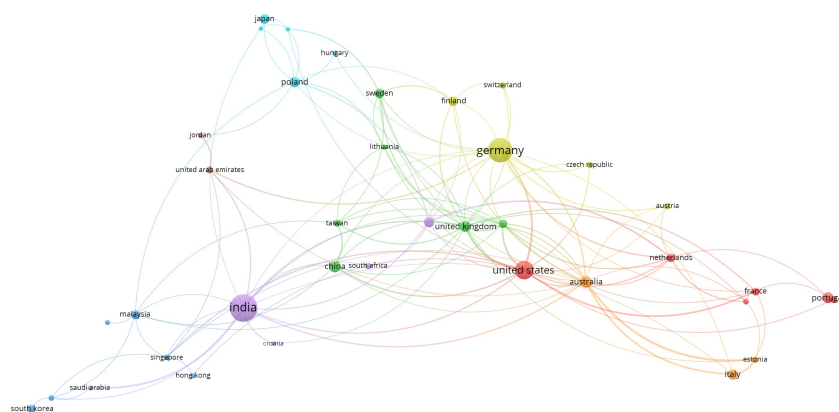 japan
hungary
poland
sweden
switzerland
finland
jordan
lithuania
germany
united arab emirates
czech republic
austria
taiwan
united kingdom
china
south africa
united states
netherlands
australia
france
portuga
india
malaysia
croatia
singapore
estonia
hong kong
italy
saudi arabia
south korea